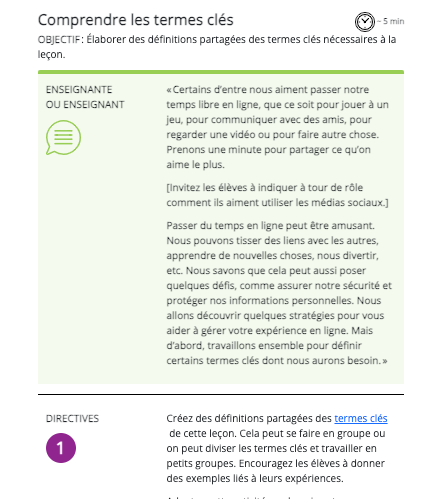 Comprendre les termes clés
~ 5 min
OBJECTIF : Élaborer des définitions partagées des termes clés nécessaires à la
leçon.
ENSEIGNANTE
OU ENSEIGNANT
« Certains d'entre nous aiment passer notre
temps libre en ligne, que ce soit pour jouer à un
jeu, pour communiquer avec des amis, pour
regarder une vidéo ou pour faire autre chose.
Prenons une minute pour partager ce qu'on
aime le plus.
[Invitez les élèves à indiquer à tour de rôle
comment ils aiment utiliser les médias sociaux.]
Passer du temps en ligne peut être amusant.
Nous pouvons tisser des liens avec les autres,
apprendre de nouvelles choses, nous divertir,
etc. Nous savons que cela peut aussi poser
quelques défis, comme assurer notre sécurité et
protéger nos informations personnelles. Nous
allons découvrir quelques stratégies pour vous
aider à gérer votre expérience en ligne. Mais
d'abord, travaillons ensemble pour définir
certains termes clés dont nous aurons besoin. »
DIRECTIVES
1
Créez des définitions partagées des termes clés
de cette leçon. Cela peut se faire en groupe ou
on peut diviser les termes clés et travailler en
petits groupes. Encouragez les élèves à donner
des exemples liés à leurs expériences.